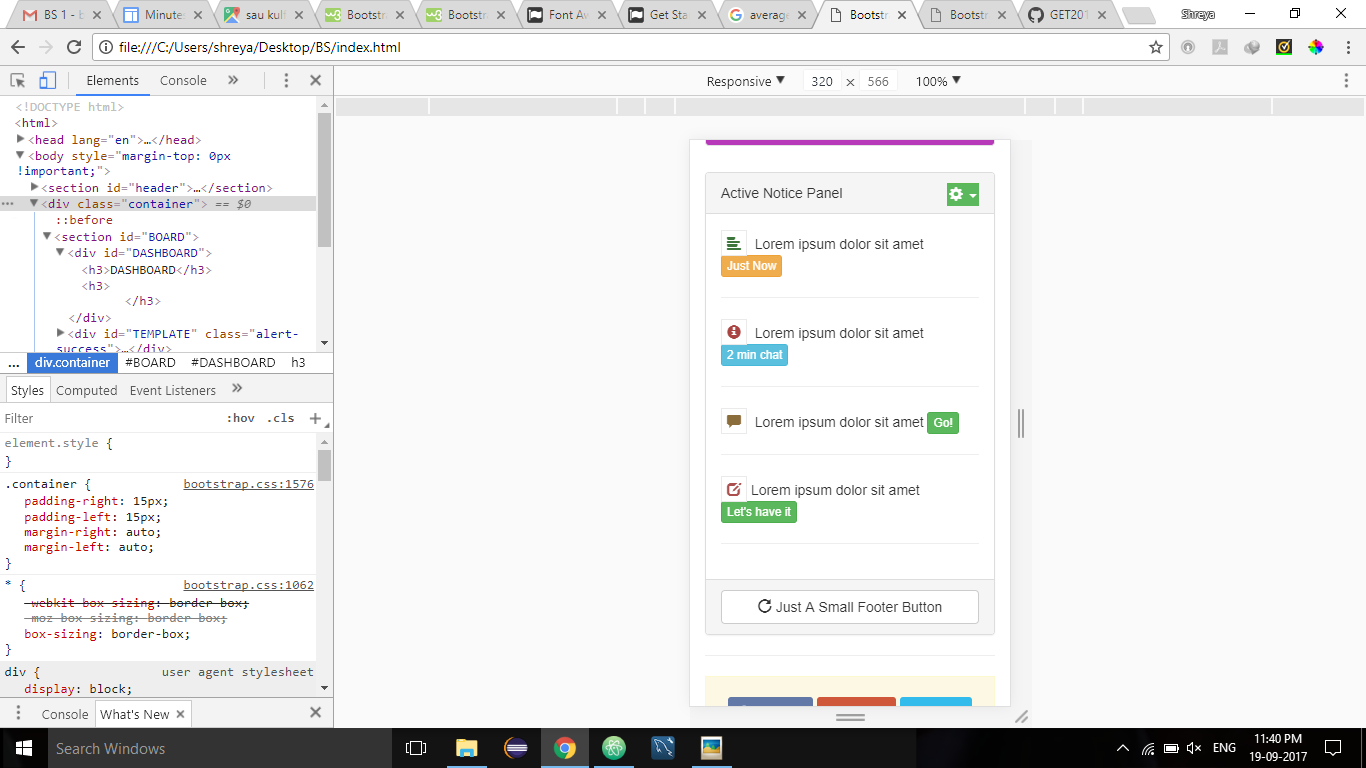 BS 1 - b
Minutes
sau kulf
Bootstr
Bootstr
Font Aw
Get Sta
average
Bootstr
Bootstr
GET201
Shreya
file:///C:/Users/shreya/Desktop/BS/index.html
Elements
Console
Responsive
320
×
566
100%
<!DOCTYPE html>
<html>
<head lang="en">…</head>
<body style="margin-top: 0px
!important;">
<section id="header">…</section>
<div class="container"> == $0
::before
<section id="BOARD">
<div id="DASHBOARD">
<h3>DASHBOARD</h3>
<h3>
</h3>
</div>
<div id="TEMPLATE" class="alert-
success">…</div>
...
div.container
#BOARD
#DASHBOARD
h3
Styles
Computed
Event Listeners
Filter
:hov
.cls
element.style {
}
.container {
bootstrap.css:1576
padding-right: 15px;
padding-left: 15px;
margin-right: auto;
margin-left: auto;
}
* {
bootstrap.css:1062
-webkit-box-sizing: border-box;
-moz-box-sizing: border-box;
box-sizing: border-box;
}
div {
user agent stylesheet
display: block;
Console
What's New
Active Notice Panel
Lorem ipsum dolor sit amet
Just Now
Lorem ipsum dolor sit amet
2 min chat
Lorem ipsum dolor sit amet
Go!
Lorem ipsum dolor sit amet
Let's have it
Just A Small Footer Button
Search Windows
ENG
11:40 PM
19-09-2017